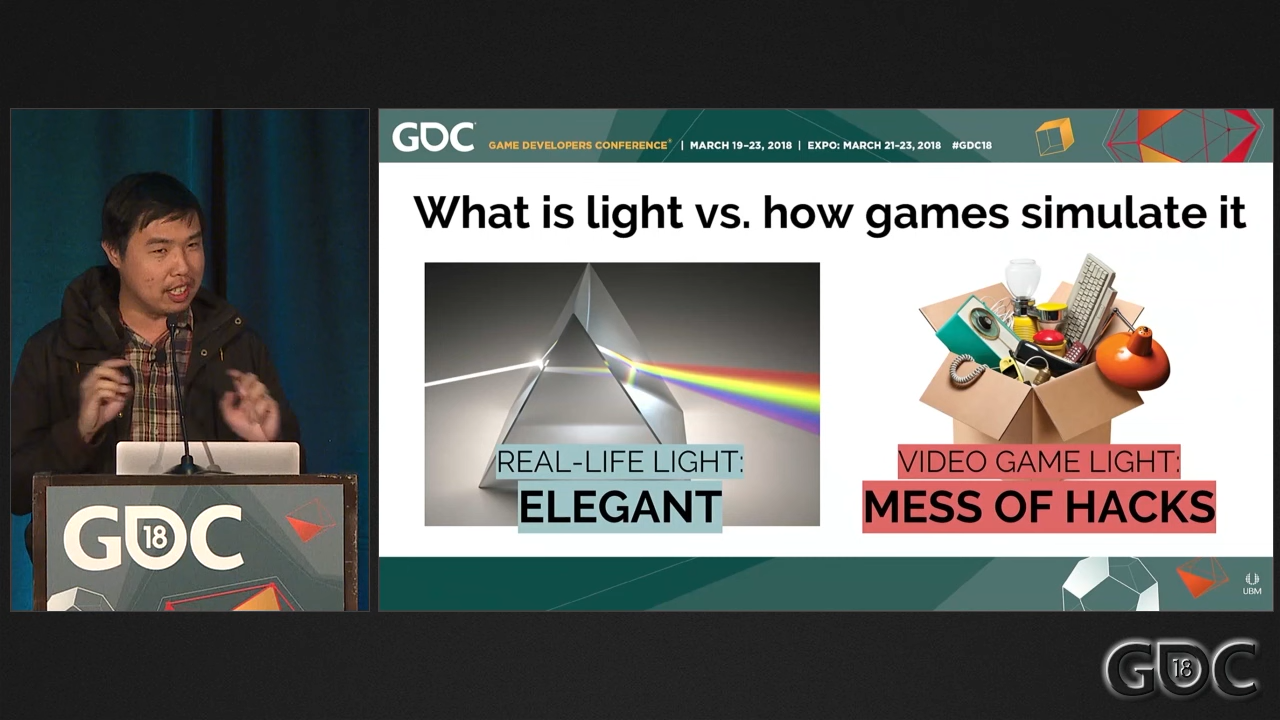 GDC
GAME DEVELOPERS CONFERENCE® | MARCH 19–23, 2018 | EXPO: MARCH 21–23, 2018 #GDC18
What is light vs. how games simulate it
REAL-LIFE LIGHT:
ELEGANT
VIDEO GAME LIGHT:
MESS OF HACKS
GDC
18
UBM
GDC
18